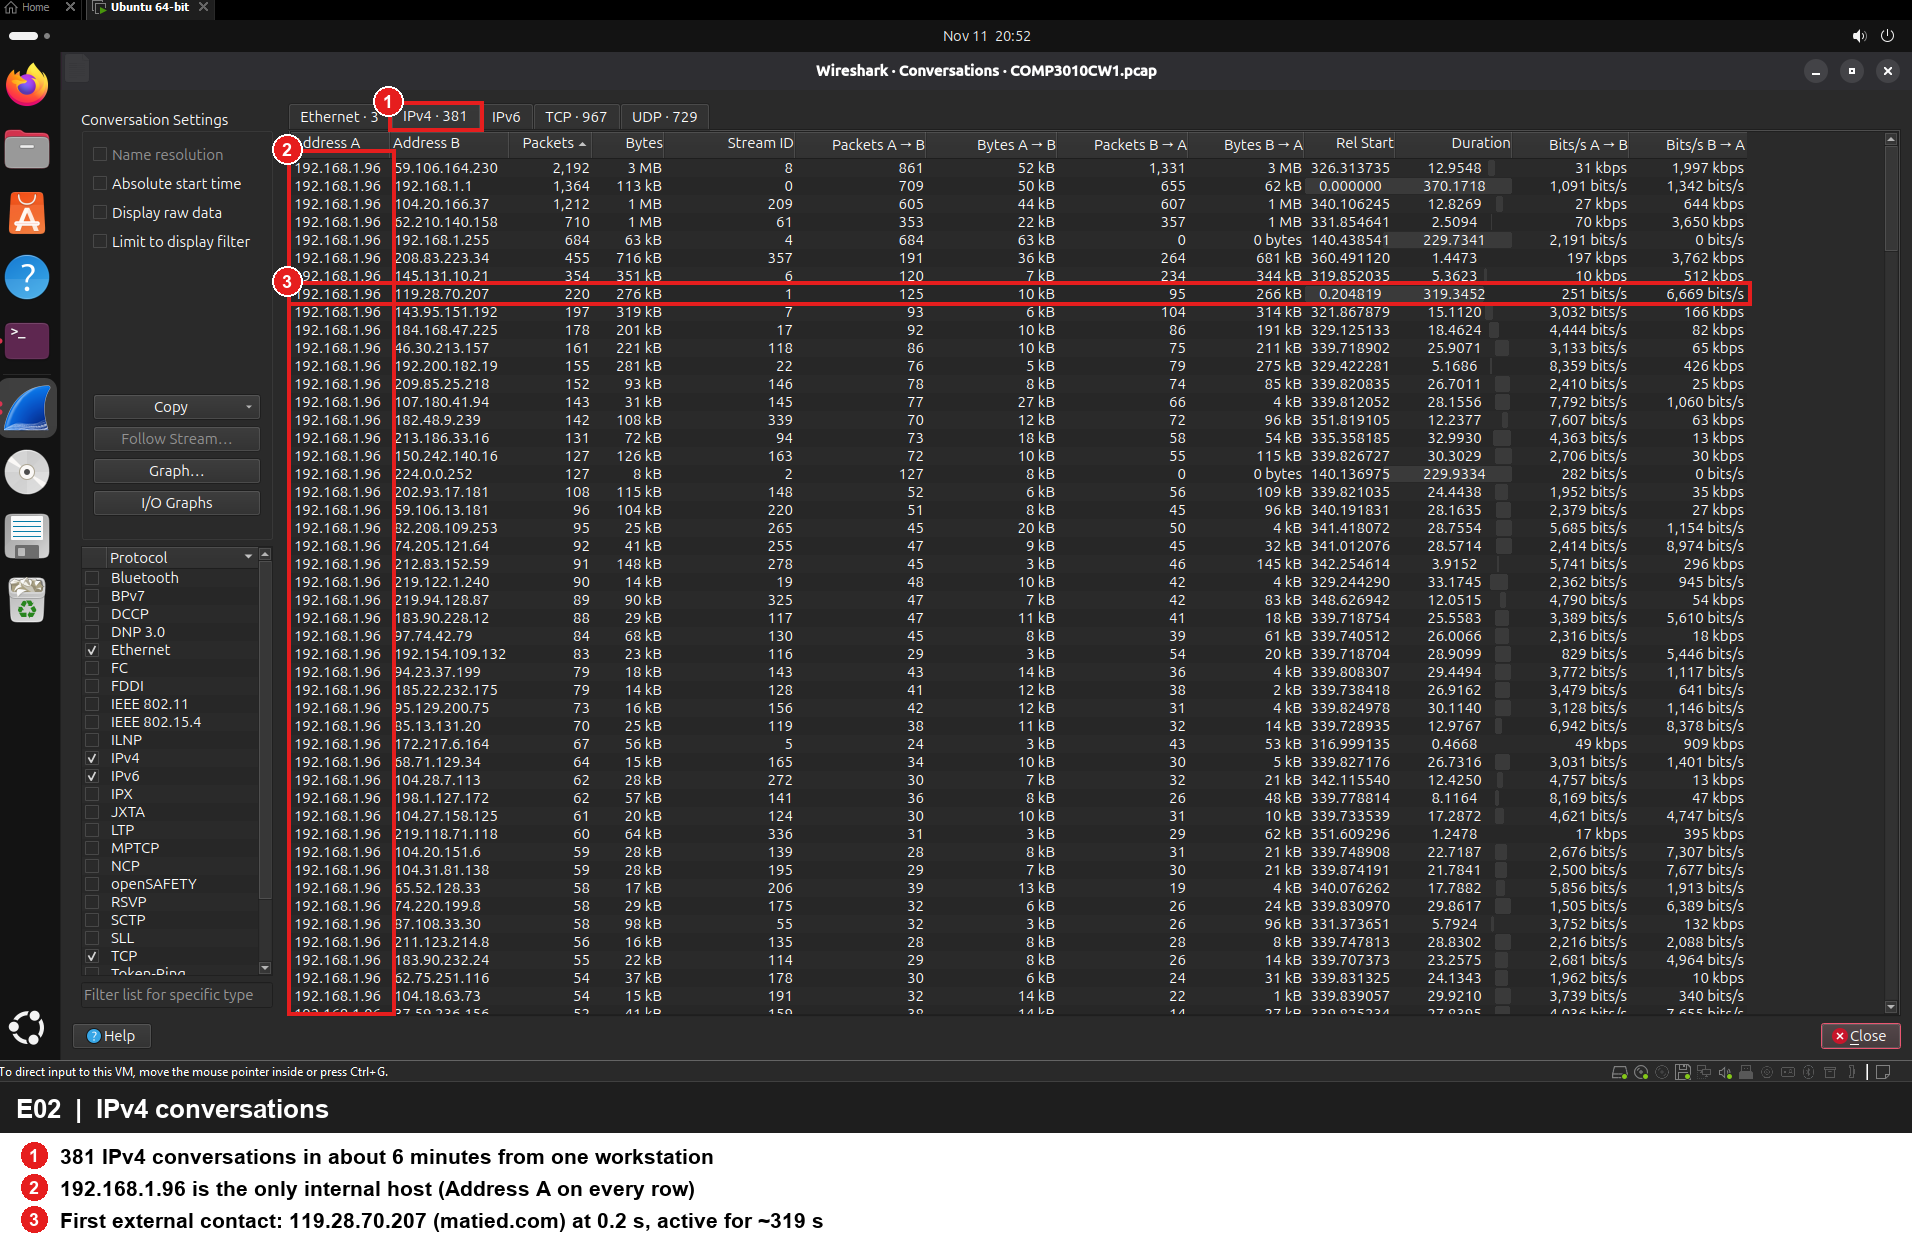 Home
Ubuntu 64-bit
Nov 11 20:52
Wireshark · Conversations · COMP3010CW1.pcap
Conversation Settings
Name resolution
Absolute start time
Display raw data
Limit to display filter
Copy
Follow Stream…
Graph…
I/O Graphs
Protocol
Bluetooth
BPv7
DCCP
DNP 3.0
Ethernet
FC
FDDI
IEEE 802.11
IEEE 802.15.4
ILNP
IPv4
IPv6
IPX
JXTA
LTP
MPTCP
NCP
openSAFETY
RSVP
SCTP
SLL
TCP
Token-Ring
Filter list for specific type
Help
1
Ethernet · 3 IPv4 · 381 IPv6 TCP · 967 UDP · 729
2
3
ddress A Address B Packets Bytes Stream ID Packets A → B Bytes A → B Packets B → A Bytes B → A Rel Start Duration Bits/s A → B Bits/s B → A
192.168.1.96 59.106.164.230 2,192 3 MB 8 861 52 kB 1,331 3 MB 326.313735 12.9548 31 kbps 1,997 kbps
192.168.1.96 192.168.1.1 1,364 113 kB 0 709 50 kB 655 62 kB 0.000000 370.1718 1,091 bits/s 1,342 bits/s
192.168.1.96 104.20.166.37 1,212 1 MB 209 605 44 kB 607 1 MB 340.106245 12.8269 27 kbps 644 kbps
192.168.1.96 62.210.140.158 710 1 MB 61 353 22 kB 357 1 MB 331.854641 2.5094 70 kbps 3,650 kbps
192.168.1.96 192.168.1.255 684 63 kB 4 684 63 kB 0 0 bytes 140.438541 229.7341 2,191 bits/s 0 bits/s
192.168.1.96 208.83.223.34 455 716 kB 357 191 36 kB 264 681 kB 360.491120 1.4473 197 kbps 3,762 kbps
192.168.1.96 145.131.10.21 354 351 kB 6 120 7 kB 234 344 kB 319.852035 5.3623 10 kbps 512 kbps
192.168.1.96 119.28.70.207 220 276 kB 1 125 10 kB 95 266 kB 0.204819 319.3452 251 bits/s 6,669 bits/s
192.168.1.96 143.95.151.192 197 319 kB 7 93 6 kB 104 314 kB 321.867879 15.1120 3,032 bits/s 166 kbps
192.168.1.96 184.168.47.225 178 201 kB 17 92 10 kB 86 191 kB 329.125133 18.4624 4,444 bits/s 82 kbps
192.168.1.96 46.30.213.157 161 221 kB 118 86 10 kB 75 211 kB 339.718902 25.9071 3,133 bits/s 65 kbps
192.168.1.96 192.200.182.19 155 281 kB 22 76 5 kB 79 275 kB 329.422281 5.1686 8,359 bits/s 426 kbps
192.168.1.96 209.85.25.218 152 93 kB 146 78 8 kB 74 85 kB 339.820835 26.7011 2,410 bits/s 25 kbps
192.168.1.96 107.180.41.94 143 31 kB 145 77 27 kB 66 4 kB 339.812052 28.1556 7,792 bits/s 1,060 bits/s
192.168.1.96 182.48.9.239 142 108 kB 339 70 12 kB 72 96 kB 351.819105 12.2377 7,607 bits/s 63 kbps
192.168.1.96 213.186.33.16 131 72 kB 94 73 18 kB 58 54 kB 335.358185 32.9930 4,363 bits/s 13 kbps
192.168.1.96 150.242.140.16 127 126 kB 163 72 10 kB 55 115 kB 339.826727 30.3029 2,706 bits/s 30 kbps
192.168.1.96 224.0.0.252 127 8 kB 2 127 8 kB 0 0 bytes 140.136975 229.9334 282 bits/s 0 bits/s
192.168.1.96 202.93.17.181 108 115 kB 148 52 6 kB 56 109 kB 339.821035 24.4438 1,952 bits/s 35 kbps
192.168.1.96 59.106.13.181 96 104 kB 220 51 8 kB 45 96 kB 340.191831 28.1635 2,379 bits/s 27 kbps
192.168.1.96 82.208.109.253 95 25 kB 265 45 20 kB 50 4 kB 341.418072 28.7554 5,685 bits/s 1,154 bits/s
192.168.1.96 74.205.121.64 92 41 kB 255 47 9 kB 45 32 kB 341.012076 28.5714 2,414 bits/s 8,974 bits/s
192.168.1.96 212.83.152.59 91 148 kB 278 45 3 kB 46 145 kB 342.254614 3.9152 5,741 bits/s 296 kbps
192.168.1.96 219.122.1.240 90 14 kB 19 48 10 kB 42 4 kB 329.244290 33.1745 2,362 bits/s 945 bits/s
192.168.1.96 219.94.128.87 89 90 kB 325 47 7 kB 42 83 kB 348.626942 12.0515 4,790 bits/s 54 kbps
192.168.1.96 183.90.228.12 88 29 kB 117 47 11 kB 41 18 kB 339.718754 25.5583 3,389 bits/s 5,610 bits/s
192.168.1.96 97.74.42.79 84 68 kB 130 45 8 kB 39 61 kB 339.740512 26.0066 2,316 bits/s 18 kbps
192.168.1.96 192.154.109.132 83 23 kB 116 29 3 kB 54 20 kB 339.718704 28.9099 829 bits/s 5,446 bits/s
192.168.1.96 94.23.37.199 79 18 kB 143 43 14 kB 36 4 kB 339.808307 29.4494 3,772 bits/s 1,117 bits/s
192.168.1.96 185.22.232.175 79 14 kB 128 41 12 kB 38 2 kB 339.738418 26.9162 3,479 bits/s 641 bits/s
192.168.1.96 95.129.200.75 73 16 kB 156 42 12 kB 31 4 kB 339.824978 30.1140 3,128 bits/s 1,146 bits/s
192.168.1.96 85.13.131.20 70 25 kB 119 38 11 kB 32 14 kB 339.728935 12.9767 6,942 bits/s 8,378 bits/s
192.168.1.96 172.217.6.164 67 56 kB 5 24 3 kB 43 53 kB 316.999135 0.4668 49 kbps 909 kbps
192.168.1.96 68.71.129.34 64 15 kB 165 34 10 kB 30 5 kB 339.827176 26.7316 3,031 bits/s 1,401 bits/s
192.168.1.96 104.28.7.113 62 28 kB 272 30 7 kB 32 21 kB 342.115540 12.4250 4,757 bits/s 13 kbps
192.168.1.96 198.1.127.172 62 57 kB 141 36 8 kB 26 48 kB 339.778814 8.1164 8,169 bits/s 47 kbps
192.168.1.96 104.27.158.125 61 20 kB 124 30 10 kB 31 10 kB 339.733539 17.2872 4,621 bits/s 4,747 bits/s
192.168.1.96 219.118.71.118 60 64 kB 336 31 3 kB 29 62 kB 351.609296 1.2478 17 kbps 395 kbps
192.168.1.96 104.20.151.6 59 28 kB 139 28 8 kB 31 21 kB 339.748908 22.7187 2,676 bits/s 7,307 bits/s
192.168.1.96 104.31.81.138 59 28 kB 195 29 7 kB 30 21 kB 339.874191 21.7841 2,500 bits/s 7,677 bits/s
192.168.1.96 65.52.128.33 58 17 kB 206 39 13 kB 19 4 kB 340.076262 17.7882 5,856 bits/s 1,913 bits/s
192.168.1.96 74.220.199.8 58 29 kB 175 32 6 kB 26 24 kB 339.830970 29.8617 1,505 bits/s 6,389 bits/s
192.168.1.96 87.108.33.30 58 98 kB 55 32 3 kB 26 96 kB 331.373651 5.7924 3,752 bits/s 132 kbps
192.168.1.96 211.123.214.8 56 16 kB 135 28 8 kB 28 8 kB 339.747813 28.8302 2,216 bits/s 2,088 bits/s
192.168.1.96 183.90.232.24 55 22 kB 114 29 8 kB 26 14 kB 339.707373 23.2575 2,681 bits/s 4,964 bits/s
192.168.1.96 62.75.251.116 54 37 kB 178 30 6 kB 24 31 kB 339.831325 24.1343 1,962 bits/s 10 kbps
192.168.1.96 104.18.63.73 54 15 kB 191 32 14 kB 22 1 kB 339.839057 29.9210 3,739 bits/s 340 bits/s
Close
To direct input to this VM, move the mouse pointer inside or press Ctrl+G.
E02 | IPv4 conversations
1 381 IPv4 conversations in about 6 minutes from one workstation
2 192.168.1.96 is the only internal host (Address A on every row)
3 First external contact: 119.28.70.207 (matied.com) at 0.2 s, active for ~319 s